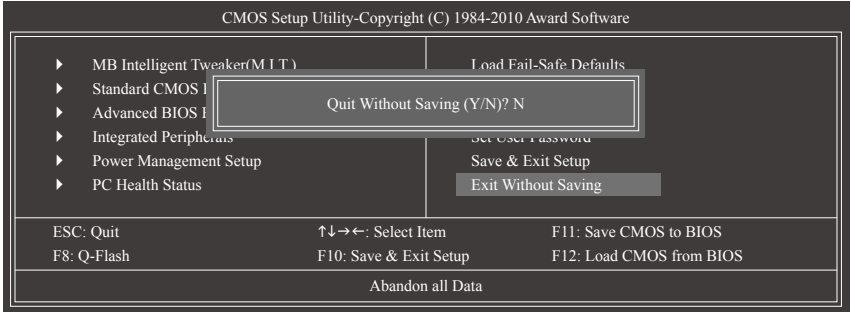 CMOS Setup Utility-Copyright (C) 1984-2010 Award Software
MB Intelligent Tweaker(M.I.T.)
Standard CMOS
Advanced BIOS
Integrated Peripherals
Power Management Setup
PC Health Status
Load Fail-Safe Defaults
Set User Password
Save & Exit Setup
Exit Without Saving
Quit Without Saving (Y/N)? N
ESC: Quit
↑↓→←: Select Item
F11: Save CMOS to BIOS
F8: Q-Flash
F10: Save & Exit Setup
F12: Load CMOS from BIOS
Abandon all Data